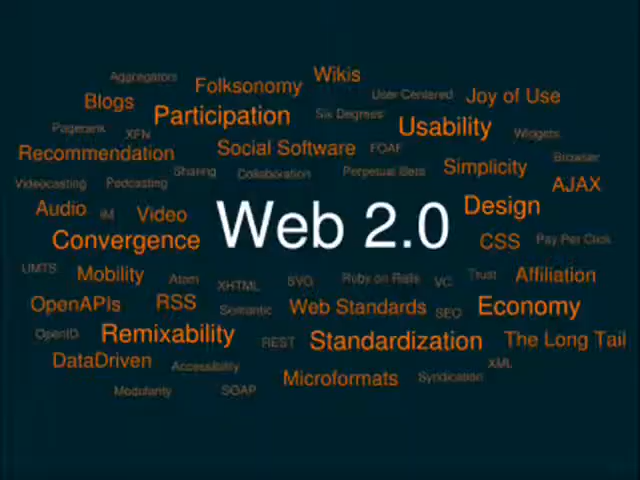 Aggregators Folksonomy Wikis
Blogs User Centered Joy of Use
Participation Six Degrees Usability
Pagerank XFN Widgets
Recommendation Social Software FOAF
Sharing Collaboration Perpetual Beta Simplicity Browser
Videocasting Podcasting AJAX
Audio IM Video Web 2.0 Design
Convergence CSS Pay Per Click
UMTS Mobility Atom XHTML SVG Ruby on Rails VC Trust Affiliation
OpenAPIs RSS Semantic Web Standards SEO Economy
OpenID Remixability REST Standardization The Long Tail
DataDriven Accessibility XML
Microformats Syndication
Modularity SOAP